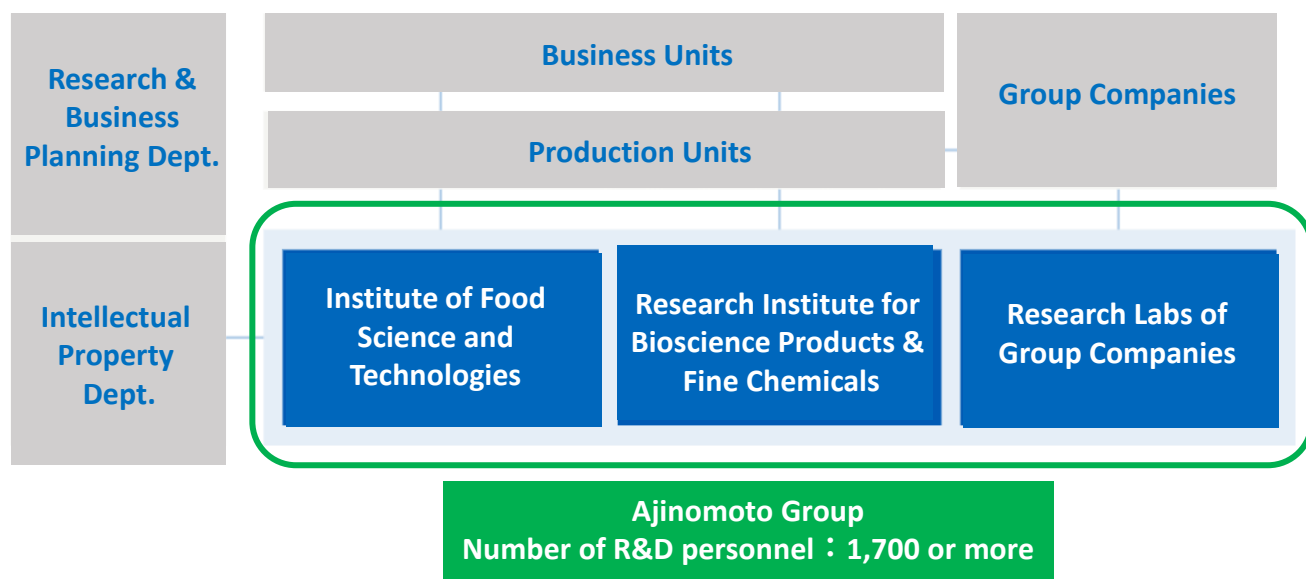 Research &
Business
Planning Dept.
Business Units
Production Units
Group Companies
Intellectual
Property
Dept.
Institute of Food
Science and
Technologies
Research Institute for
Bioscience Products &
Fine Chemicals
Research Labs of
Group Companies
Ajinomoto Group
Number of R&D personnel：1,700 or more